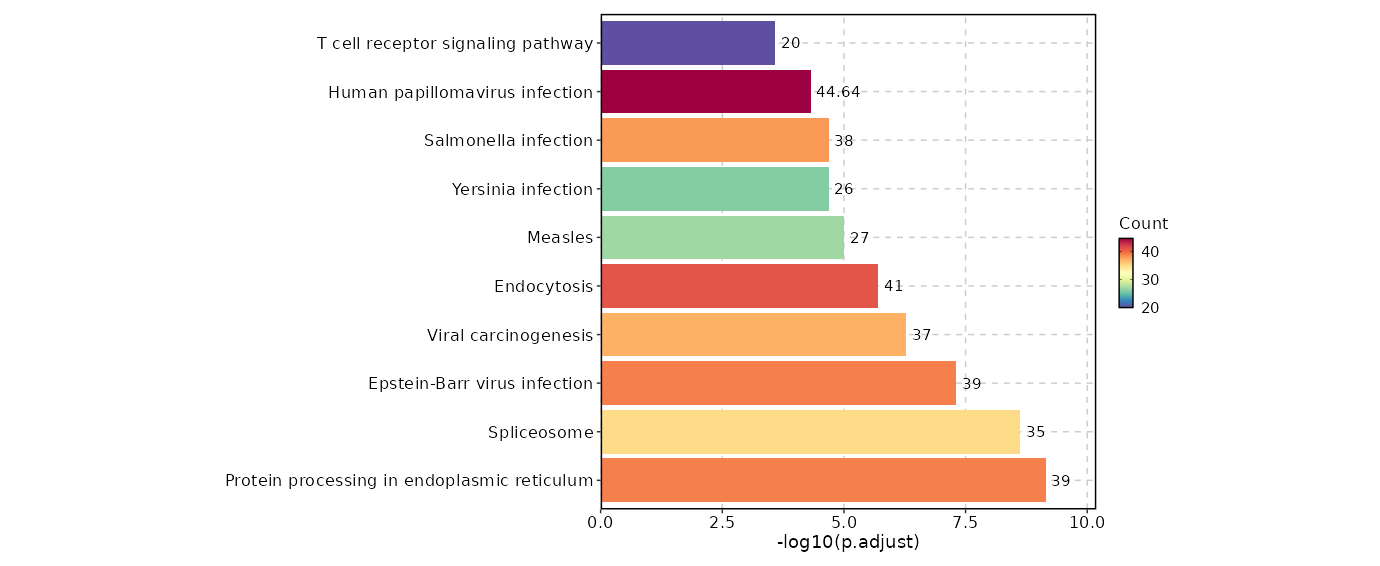 T cell receptor signaling pathway
20
Human papillomavirus infection
44.64
Salmonella infection
38
Yersinia infection
26
Measles
27
Endocytosis
41
Viral carcinogenesis
37
Epstein-Barr virus infection
39
Spliceosome
35
Protein processing in endoplasmic reticulum
39
0.0 2.5 5.0 7.5 10.0
-log10(p.adjust)
Count
40
30
20